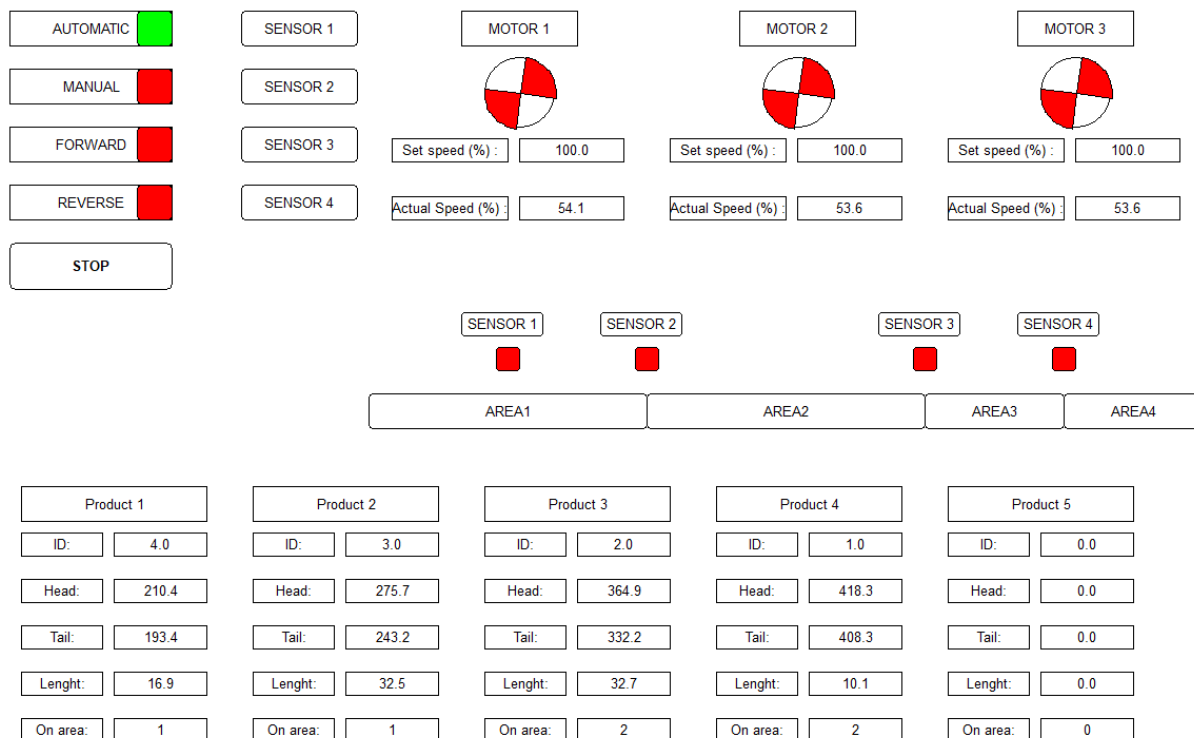 AUTOMATIC SENSOR 1 MOTOR 1 MOTOR 2 MOTOR 3
MANUAL SENSOR 2
FORWARD SENSOR 3 Set speed (%) : 100.0 Set speed (%) : 100.0 Set speed (%) : 100.0
REVERSE SENSOR 4 Actual Speed (%) : 54.1 Actual Speed (%) : 53.6 Actual Speed (%) : 53.6
STOP
SENSOR 1 SENSOR 2 SENSOR 3 SENSOR 4
AREA1 AREA2 AREA3 AREA4
Product 1 Product 2 Product 3 Product 4 Product 5
ID: 4.0 ID: 3.0 ID: 2.0 ID: 1.0 ID: 0.0
Head: 210.4 Head: 275.7 Head: 364.9 Head: 418.3 Head: 0.0
Tail: 193.4 Tail: 243.2 Tail: 332.2 Tail: 408.3 Tail: 0.0
Lenght: 16.9 Lenght: 32.5 Lenght: 32.7 Lenght: 10.1 Lenght: 0.0
On area: 1 On area: 1 On area: 2 On area: 2 On area: 0